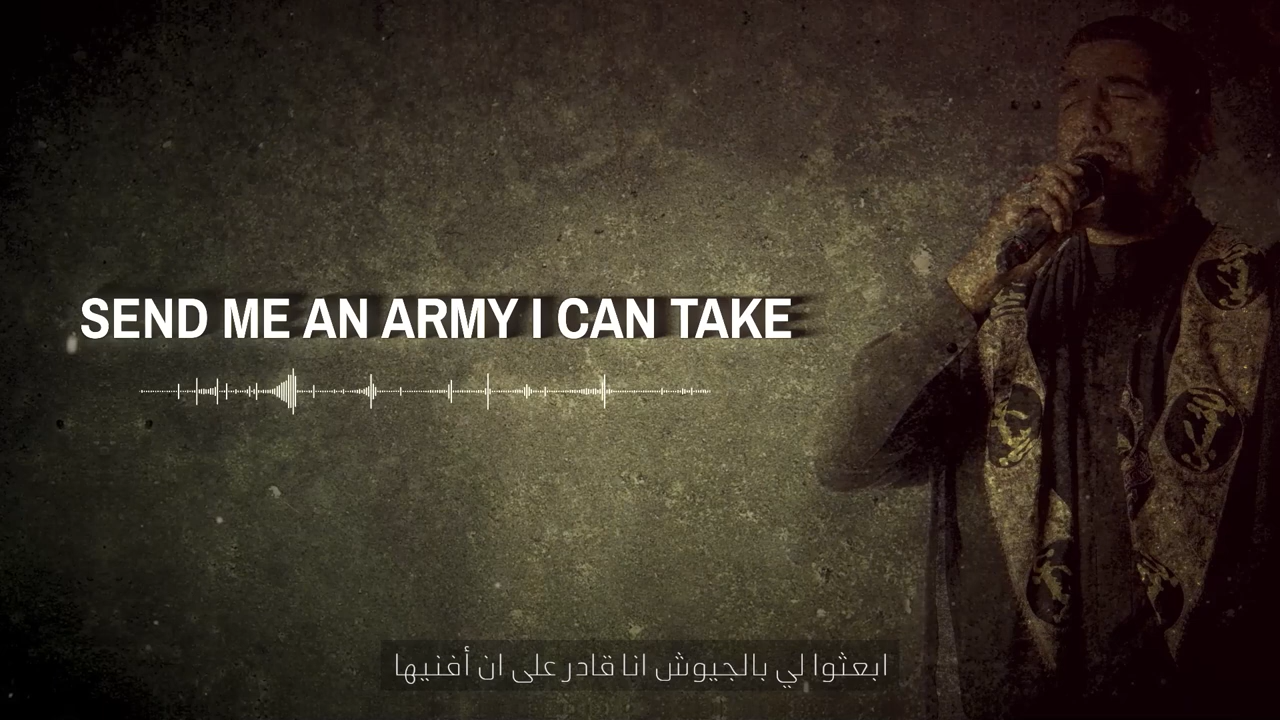 SEND ME AN ARMY I CAN TAKE
ابعثوا لي بالجيوش انا قادر على ان أفنيها